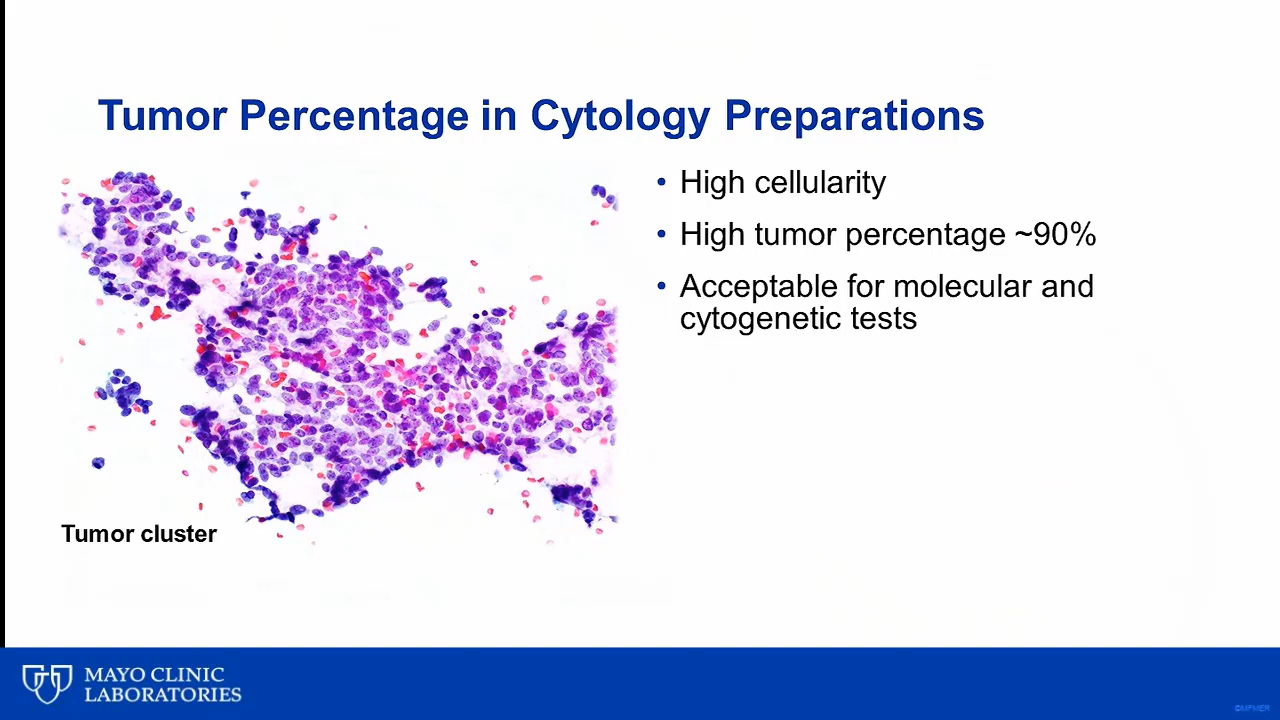 Tumor Percentage in Cytology Preparations
• High cellularity
• High tumor percentage ~90%
• Acceptable for molecular and
cytogenetic tests
Tumor cluster
MAYO CLINIC
LABORATORIES
©MFMER